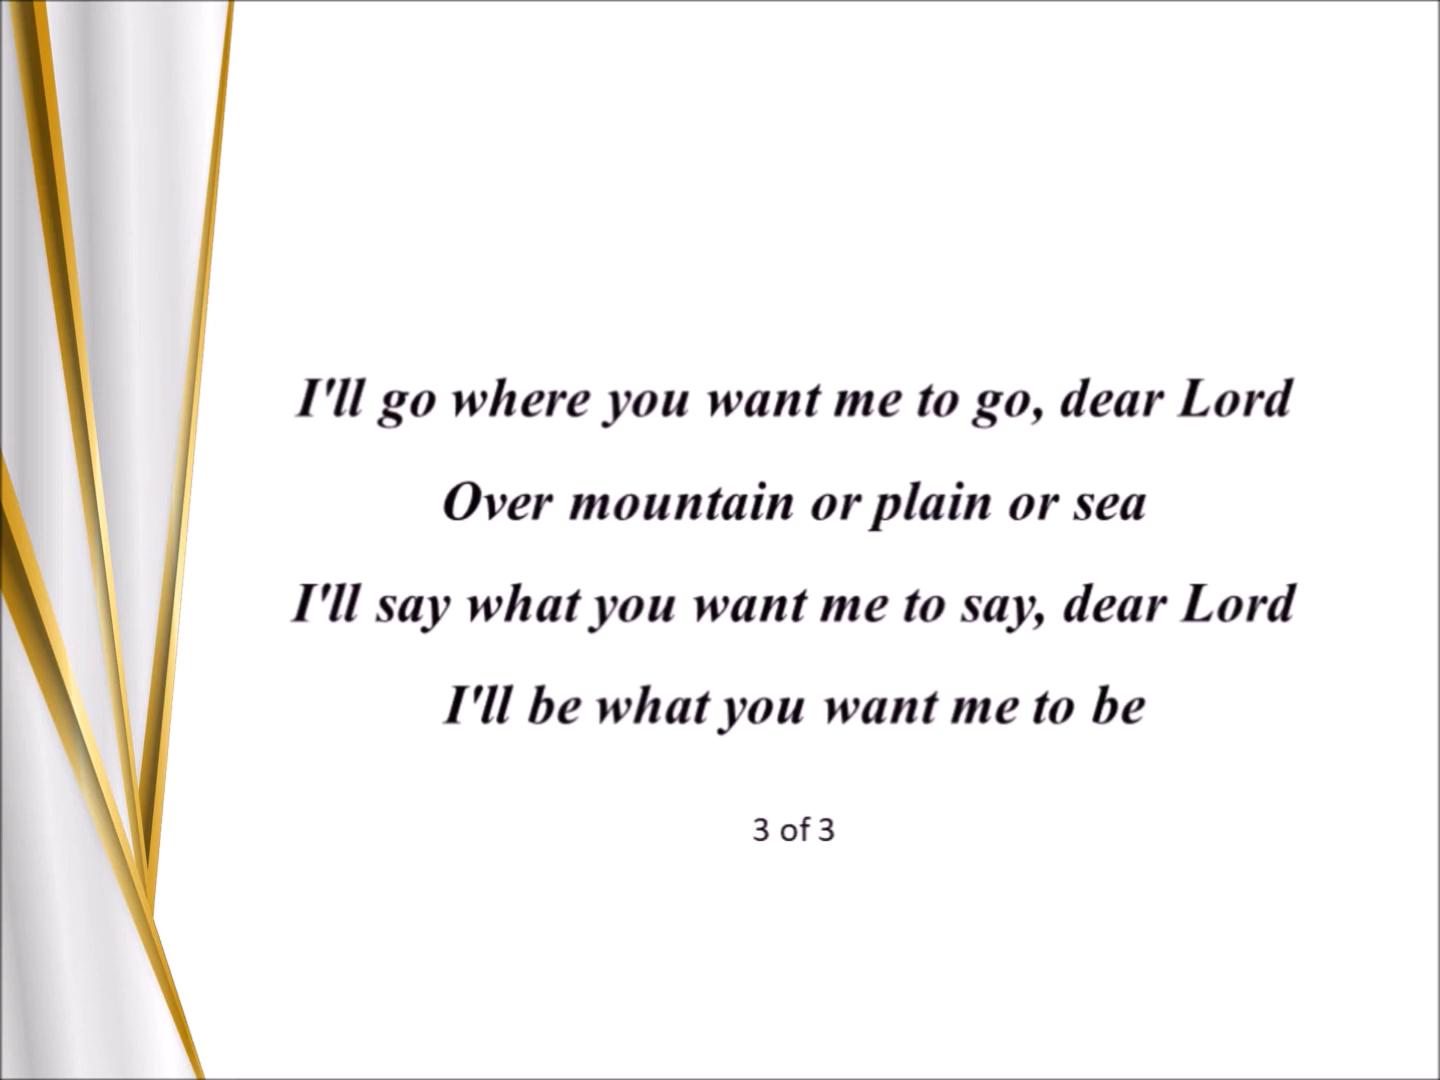 I'll go where you want me to go, dear Lord
Over mountain or plain or sea
I'll say what you want me to say, dear Lord
I'll be what you want me to be
3 of 3